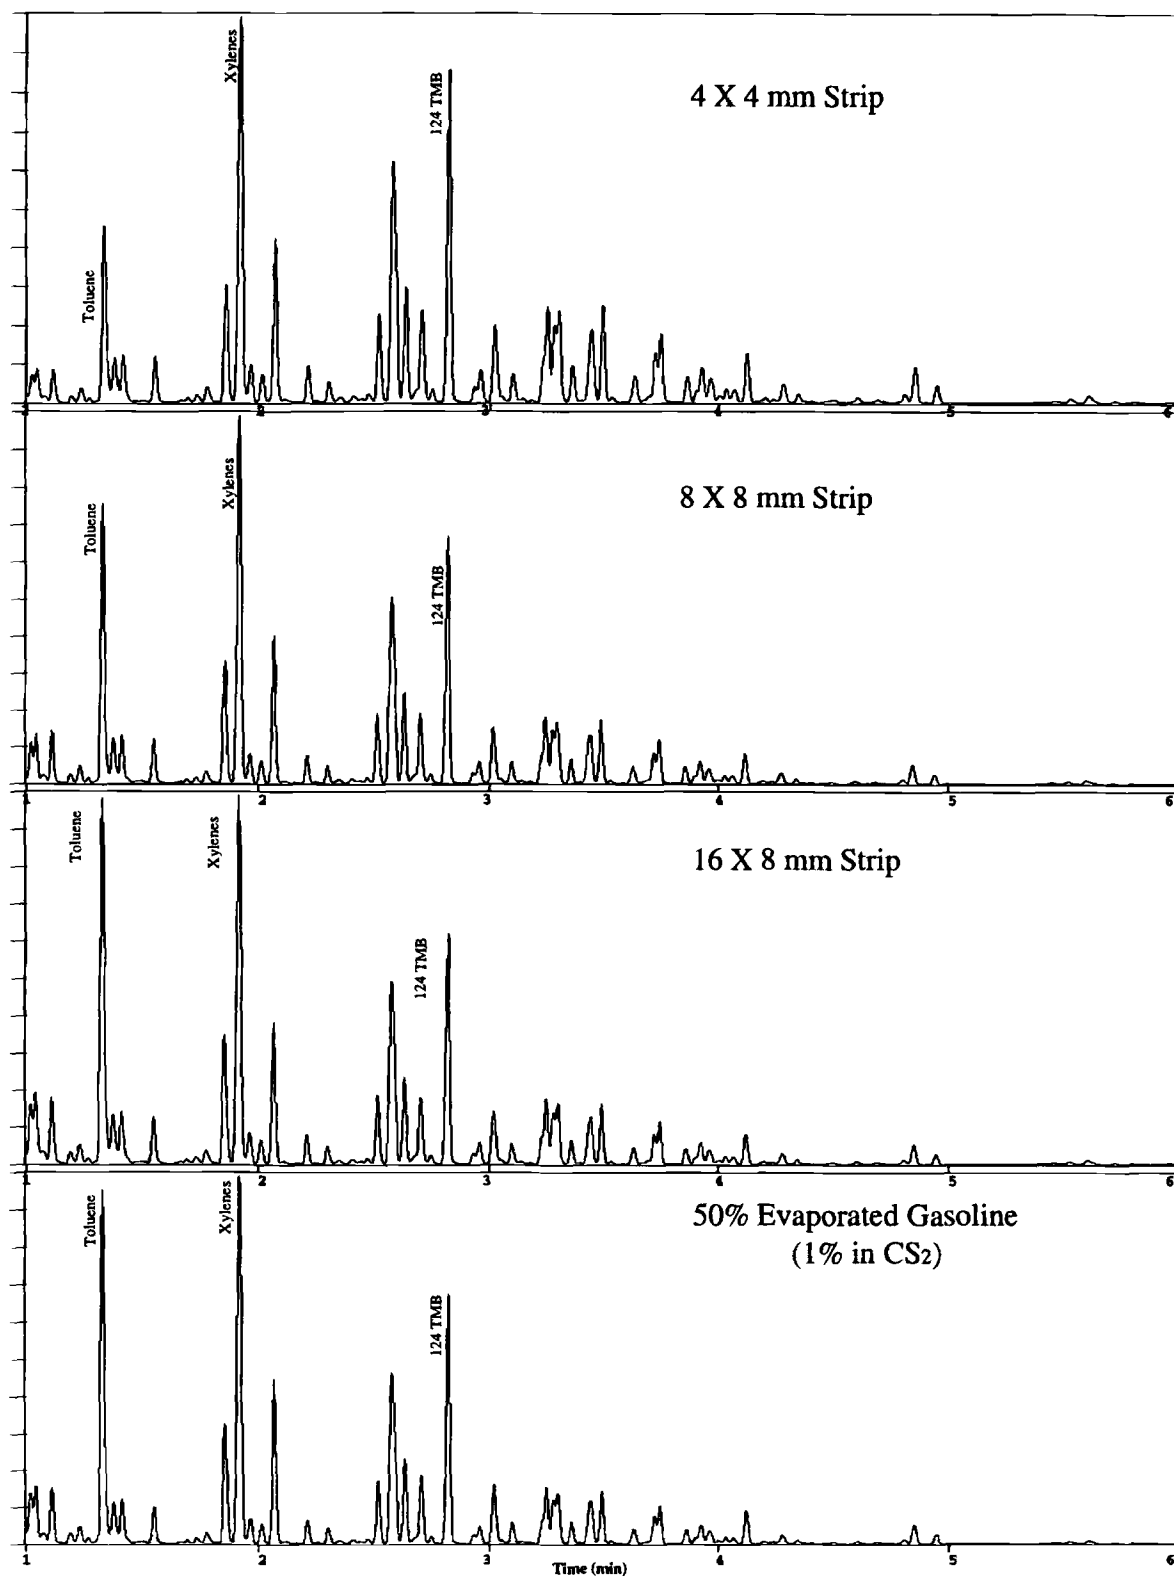 Xylenes
124 TMB
4 X 4 mm Strip
Toluene
2 3 4 5 6
Toluene
Xylenes
8 X 8 mm Strip
124 TMB
1 2 3 4 5 6
Toluene
Xylenes
16 X 8 mm Strip
124 TMB
1 2 3 4 5 6
Toluene
Xylenes
50% Evaporated Gasoline
(1% in CS2)
124 TMB
1 2 3 4 5 6
Time (min)